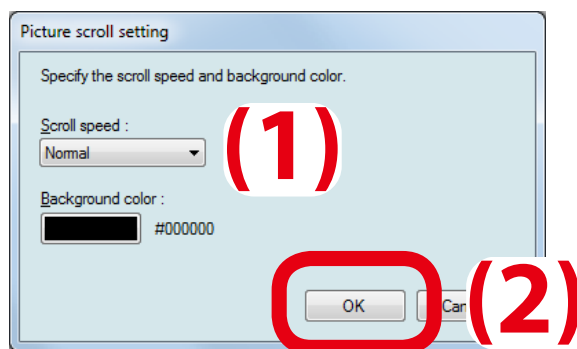 Picture scroll setting
Specify the scroll speed and background color.
Scroll speed :
(1)
Normal
Background color :
#000000
OK
(2)